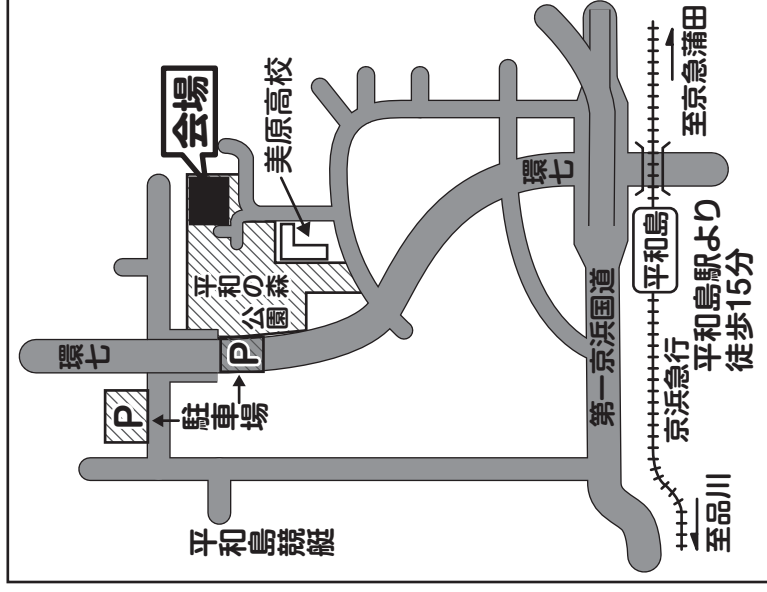 会場
美原高校
環七
平和の森
公園
P
環七
P
駐車場
平和島競艇
第一京浜国道
至京急蒲田
平和島
平和島駅より
徒歩15分
京浜急行
至品川